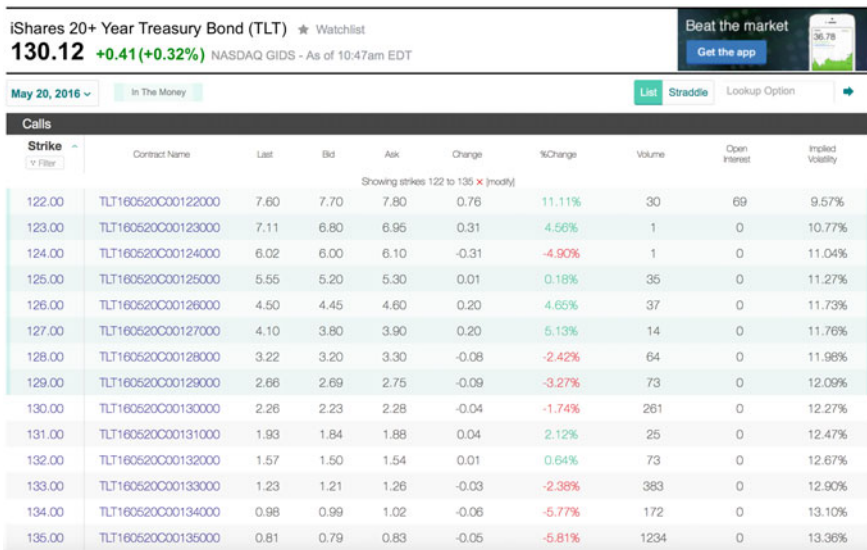 iShares 20+ Year Treasury Bond (TLT) ★ Watchlist
130.12 +0.41(+0.32%) NASDAQ GIDS - As of 10:47am EDT
Beat the market
Get the app
36.78
May 20, 2016 In The Money List Straddle Lookup Option
Calls
Strike Contract Name Last Bid Ask Change %Change Volume Open Interest Implied Volatility
Filter
Showing strikes 122 to 135 ✕ [modify]
122.00 TLT160520C00122000 7.60 7.70 7.80 0.76 11.11% 30 69 9.57%
123.00 TLT160520C00123000 7.11 6.80 6.95 0.31 4.56% 1 0 10.77%
124.00 TLT160520C00124000 6.02 6.00 6.10 -0.31 -4.90% 1 0 11.04%
125.00 TLT160520C00125000 5.55 5.20 5.30 0.01 0.18% 35 0 11.27%
126.00 TLT160520C00126000 4.50 4.45 4.60 0.20 4.65% 37 0 11.73%
127.00 TLT160520C00127000 4.10 3.80 3.90 0.20 5.13% 14 0 11.76%
128.00 TLT160520C00128000 3.22 3.20 3.30 -0.08 -2.42% 64 0 11.98%
129.00 TLT160520C00129000 2.66 2.69 2.75 -0.09 -3.27% 73 0 12.09%
130.00 TLT160520C00130000 2.26 2.23 2.28 -0.04 -1.74% 261 0 12.27%
131.00 TLT160520C00131000 1.93 1.84 1.88 0.04 2.12% 25 0 12.47%
132.00 TLT160520C00132000 1.57 1.50 1.54 0.01 0.64% 73 0 12.67%
133.00 TLT160520C00133000 1.23 1.21 1.26 -0.03 -2.38% 383 0 12.90%
134.00 TLT160520C00134000 0.98 0.99 1.02 -0.06 -5.77% 172 0 13.10%
135.00 TLT160520C00135000 0.81 0.79 0.83 -0.05 -5.81% 1234 0 13.36%